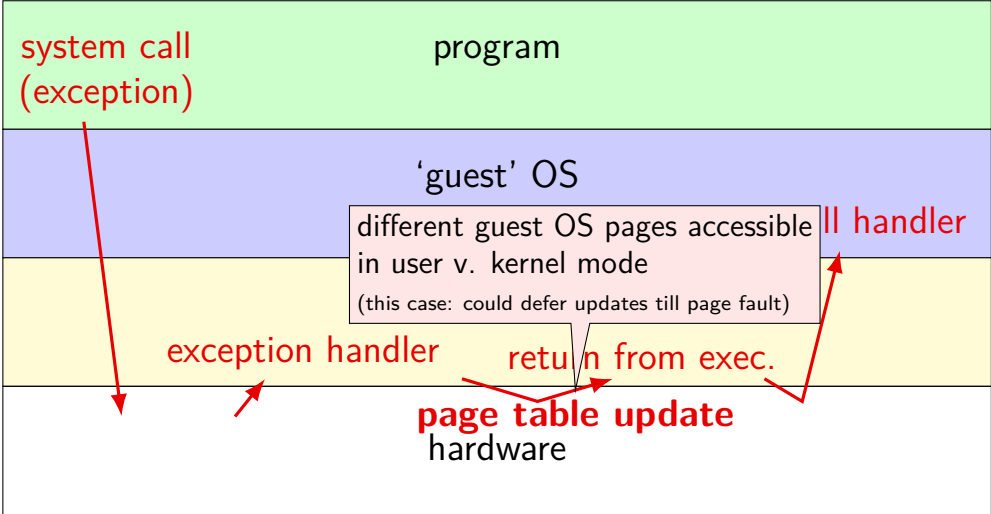 system call
(exception)
program
‘guest’ OS
different guest OS pages accessible
in user v. kernel mode
(this case: could defer updates till page fault)
ll handler
exception handler
return from exec.
page table update
hardware